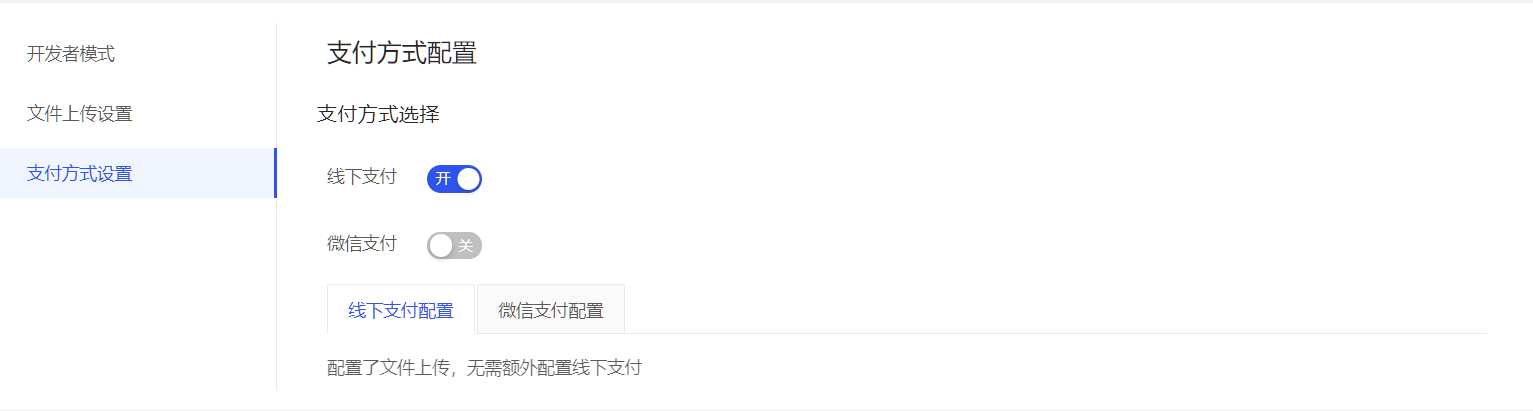 开发者模式
文件上传设置
支付方式设置
支付方式配置
支付方式选择
线下支付 开
微信支付 关
线下支付配置 微信支付配置
配置了文件上传，无需额外配置线下支付